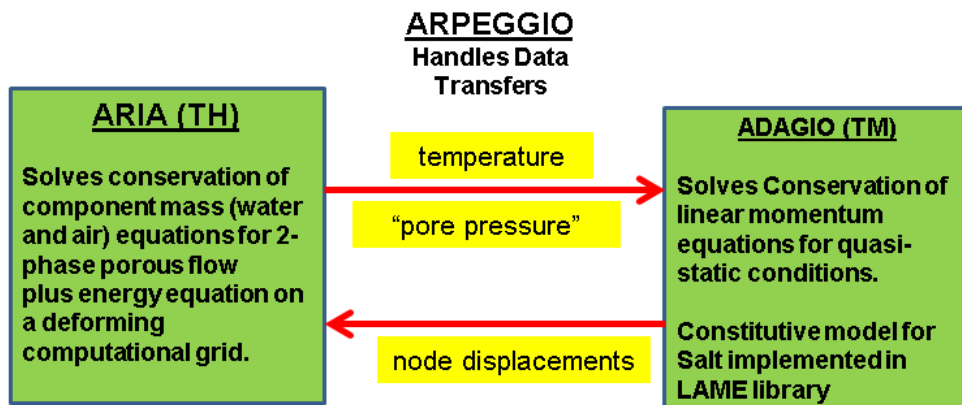 ARPEGGIO
Handles Data
Transfers
ARIA (TH)
Solves conservation of
component mass (water
and air) equations for 2-
phase porous flow
plus energy equation on
a deforming
computational grid.
temperature
“pore pressure”
node displacements
ADAGIO (TM)
Solves Conservation of
linear momentum
equations for quasi-
static conditions.
Constitutive model for
Salt implemented in
LAME library